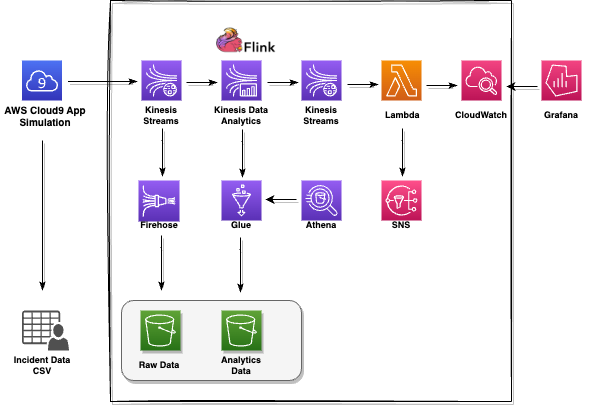 Flink
9
AWS Cloud9 App
Simulation
Kinesis
Streams
Kinesis Data
Analytics
Kinesis
Streams
Lambda
CloudWatch
Grafana
Firehose
Glue
Athena
SNS
Incident Data
CSV
Raw Data
Analytics
Data